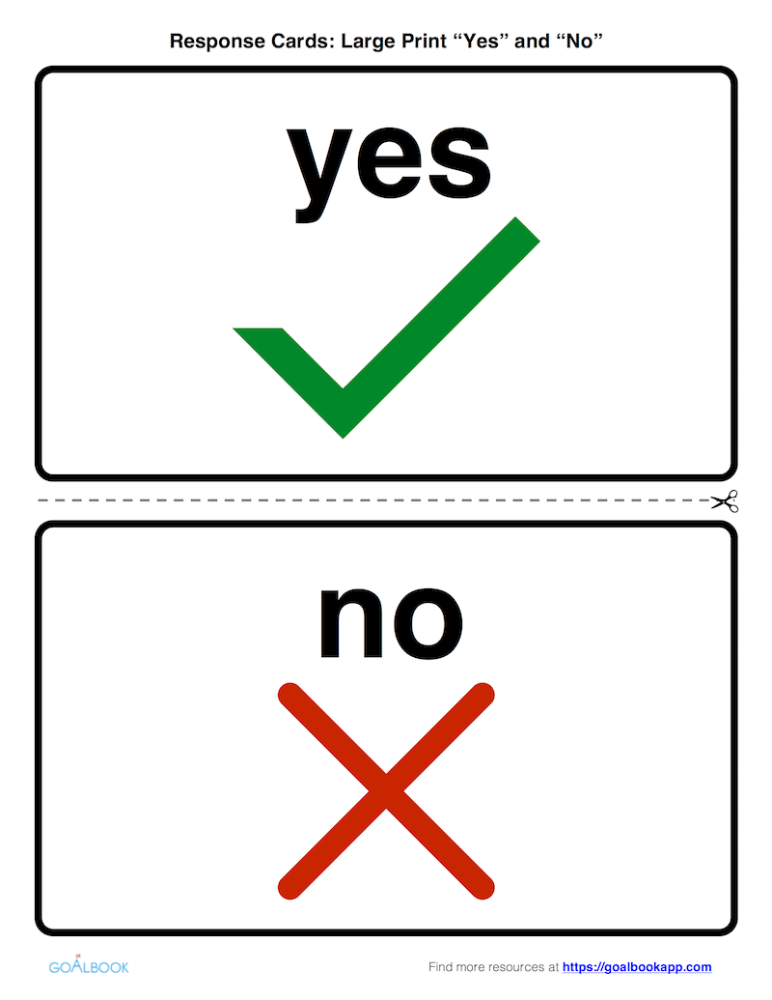 Response Cards: Large Print “Yes” and “No”
yes
no
GOALBOOK
Find more resources at https://goalbookapp.com